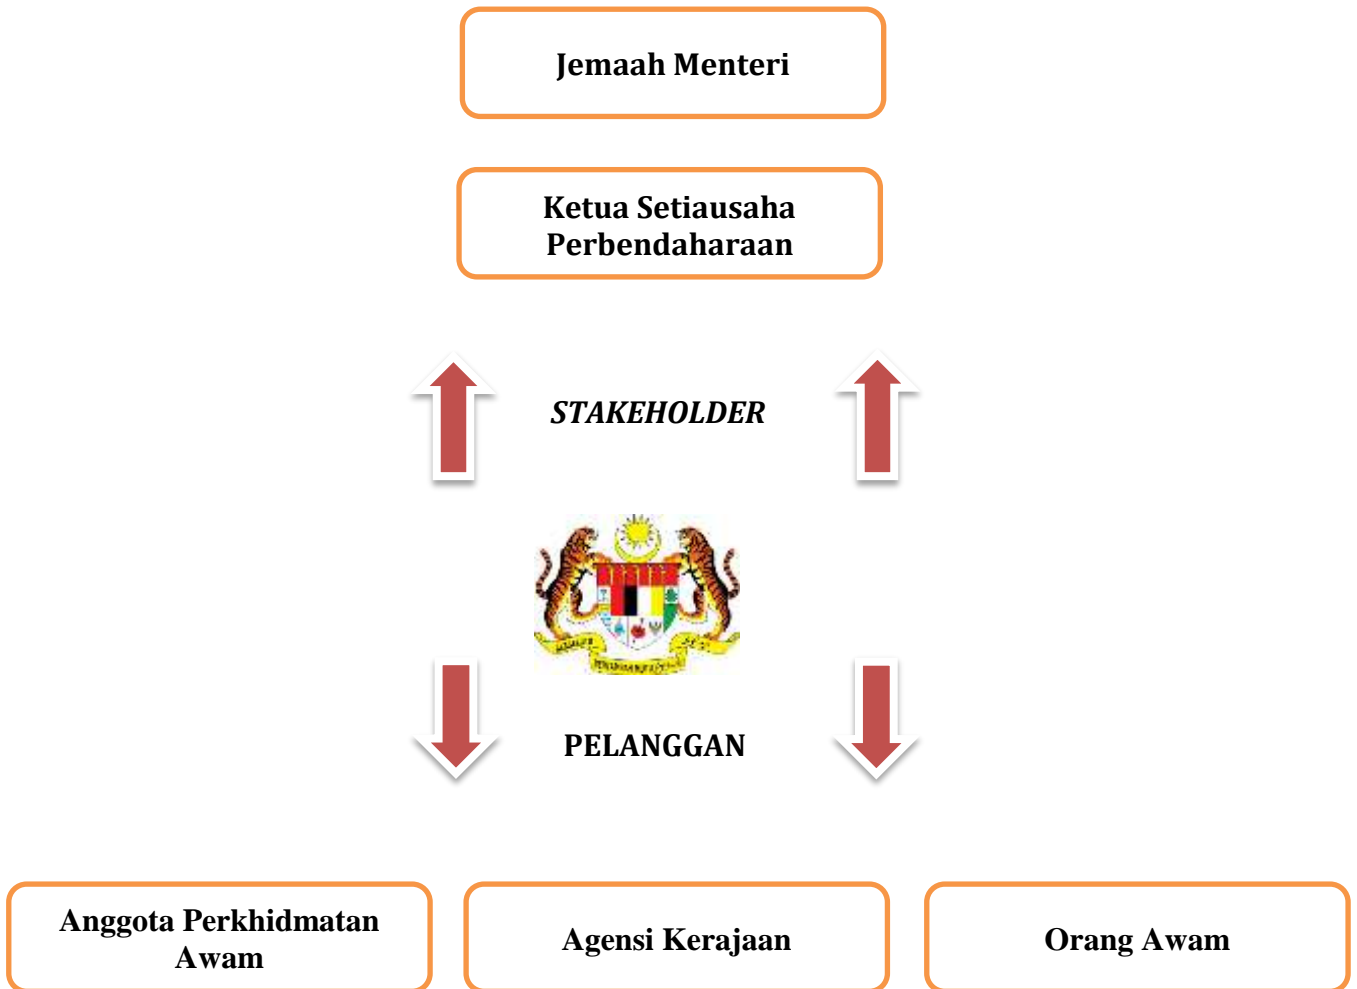 Jemaah Menteri
Ketua Setiausaha
Perbendaharaan
STAKEHOLDER
PELANGGAN
Anggota Perkhidmatan
Awam
Agensi Kerajaan
Orang Awam